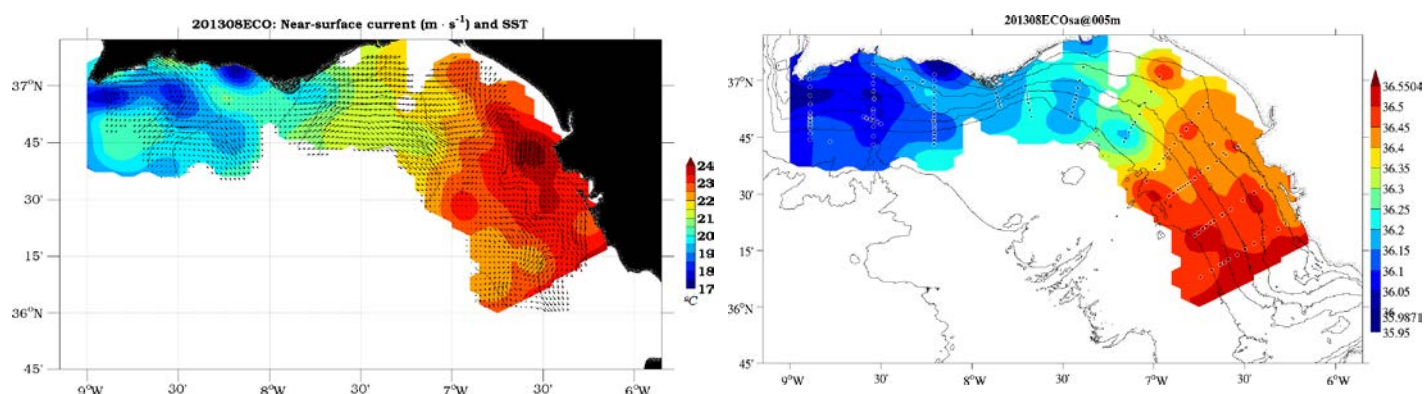 201308ECO: Near-surface current (m · s⁻¹) and SST
37°N
45'
30'
15'
36°N
45'
9°W
30'
8°W
30'
7°W
30'
6°W
24
23
22
21
20
19
18
17
°C
201308ECOsa@005m
37°N
45'
30'
15'
36°N
45'
9°W
30'
8°W
30'
7°W
30'
6°W
36.5504
36.45
36.4
36.35
36.3
36.25
36.2
36.15
36.1
36.05
36
35.9871
35.95